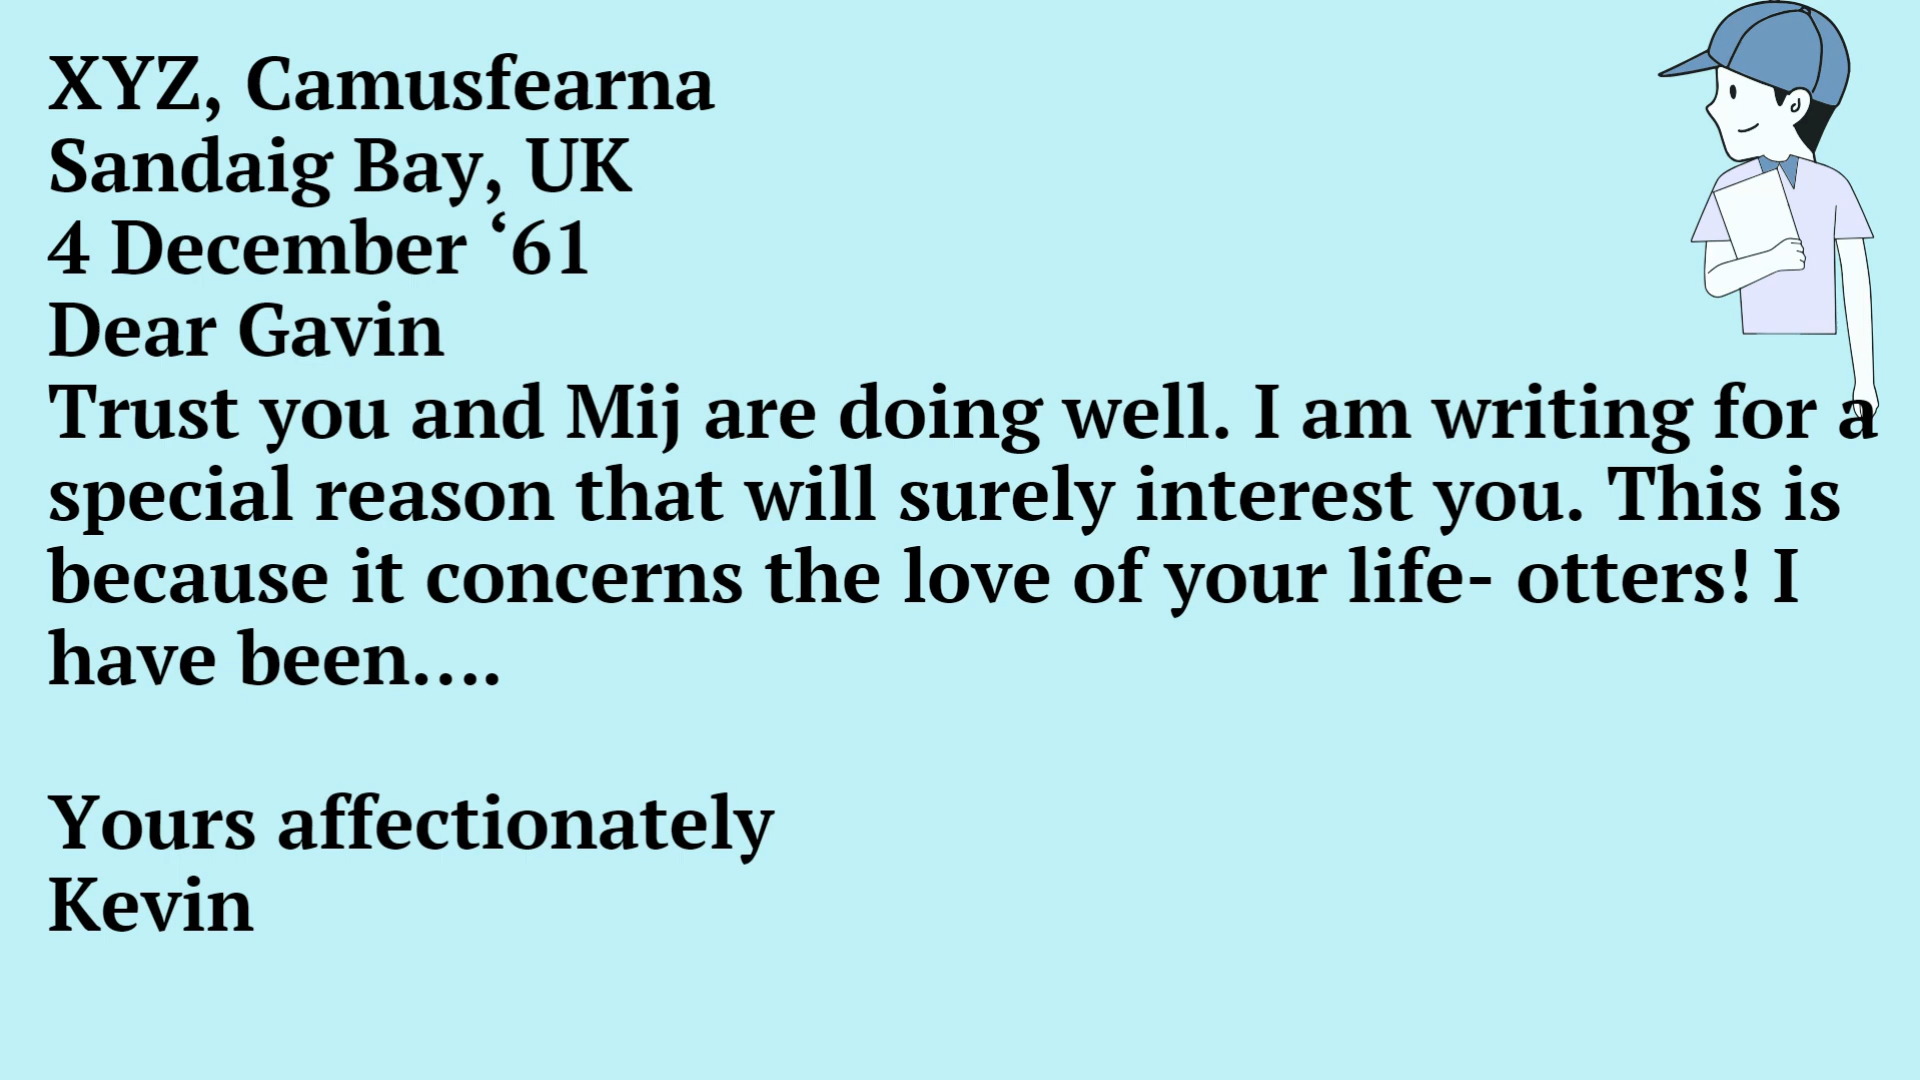 XYZ, Camusfearna
Sandaig Bay, UK
4 December ‘61
Dear Gavin
Trust you and Mij are doing well. I am writing for a
special reason that will surely interest you. This is
because it concerns the love of your life- otters! I
have been....
Yours affectionately
Kevin